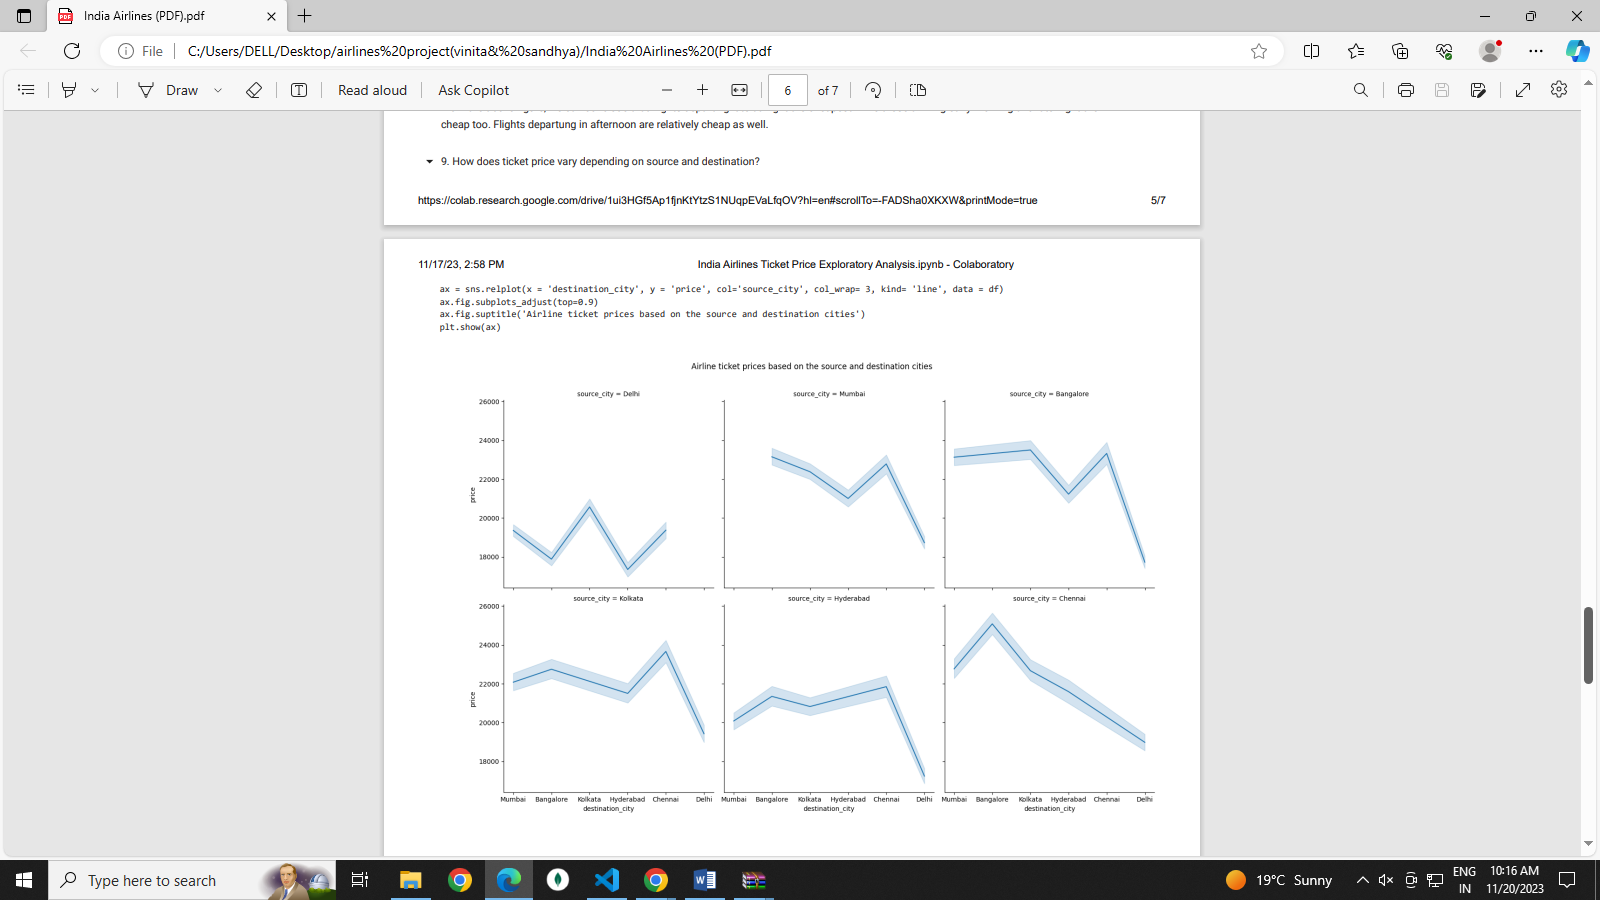 India Airlines (PDF).pdf
File
C:/Users/DELL/Desktop/airlines%20project(vinita&%20sandhya)/India%20Airlines%20(PDF).pdf
Draw
Read aloud
Ask Copilot
6
of 7
cheap too. Flights departung in afternoon are relatively cheap as well.
9. How does ticket price vary depending on source and destination?
https://colab.research.google.com/drive/1ui3HGf5Ap1fjnKtYtzS1NUqpEVaLfqOV?hl=en#scrollTo=-FADSha0XKXW&printMode=true 5/7
11/17/23, 2:58 PM India Airlines Ticket Price Exploratory Analysis.ipynb - Colaboratory
ax = sns.relplot(x = 'destination_city', y = 'price', col='source_city', col_wrap= 3, kind= 'line', data = df)
ax.fig.subplots_adjust(top=0.9)
ax.fig.suptitle('Airline ticket prices based on the source and destination cities')
plt.show(ax)
Airline ticket prices based on the source and destination cities
source_city = Delhi source_city = Mumbai source_city = Bangalore
26000
24000
22000
price
20000
18000
source_city = Kolkata source_city = Hyderabad source_city = Chennai
26000
24000
22000
price
20000
18000
Mumbai Bangalore Kolkata Hyderabad Chennai Delhi Mumbai Bangalore Kolkata Hyderabad Chennai Delhi Mumbai Bangalore Kolkata Hyderabad Chennai Delhi
destination_city destination_city destination_city
Type here to search
19°C Sunny
ENG
IN
10:16 AM
11/20/2023